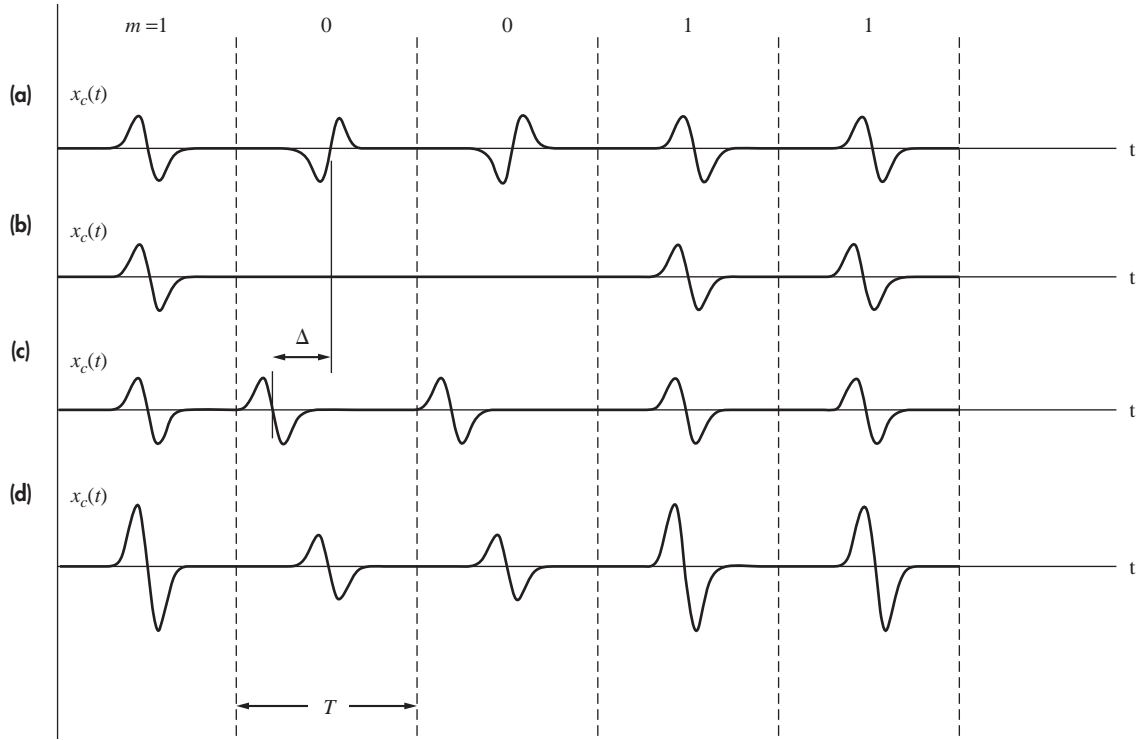 m = 1 0 0 1 1
(a) x_c(t)
t
(b) x_c(t)
t
Δ
(c) x_c(t)
t
(d) x_c(t)
t
T